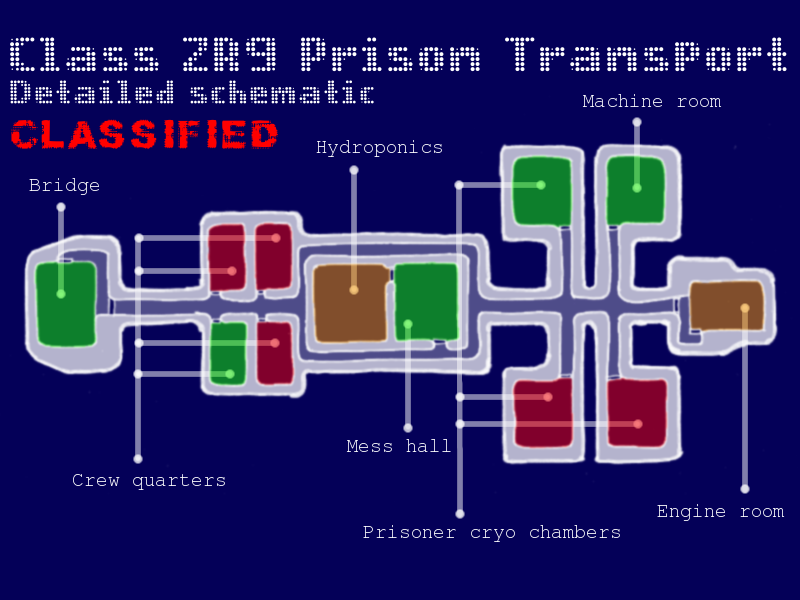 Class ZR9 Prison Transport
Detailed schematic
CLASSIFIED
Machine room
Hydroponics
Bridge
Mess hall
Crew quarters
Engine room
Prisoner cryo chambers